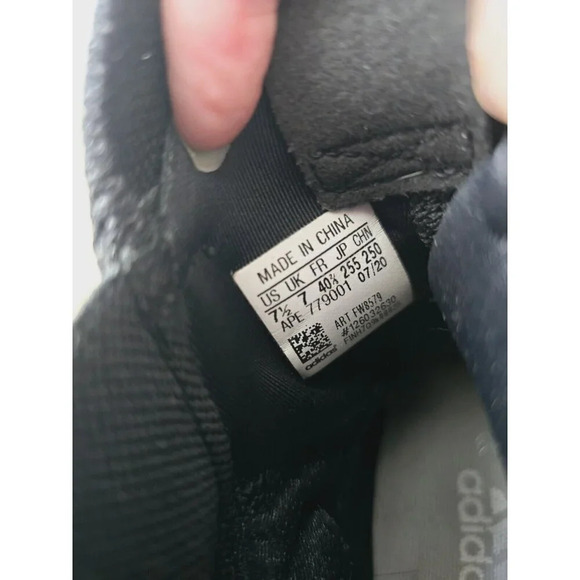 MADE IN CHINA
US UK FR JP CHN
7½ 7 40⅔ 255 250
APE 779001 07/20
ART FW8579
#126032630
adidas
adidas